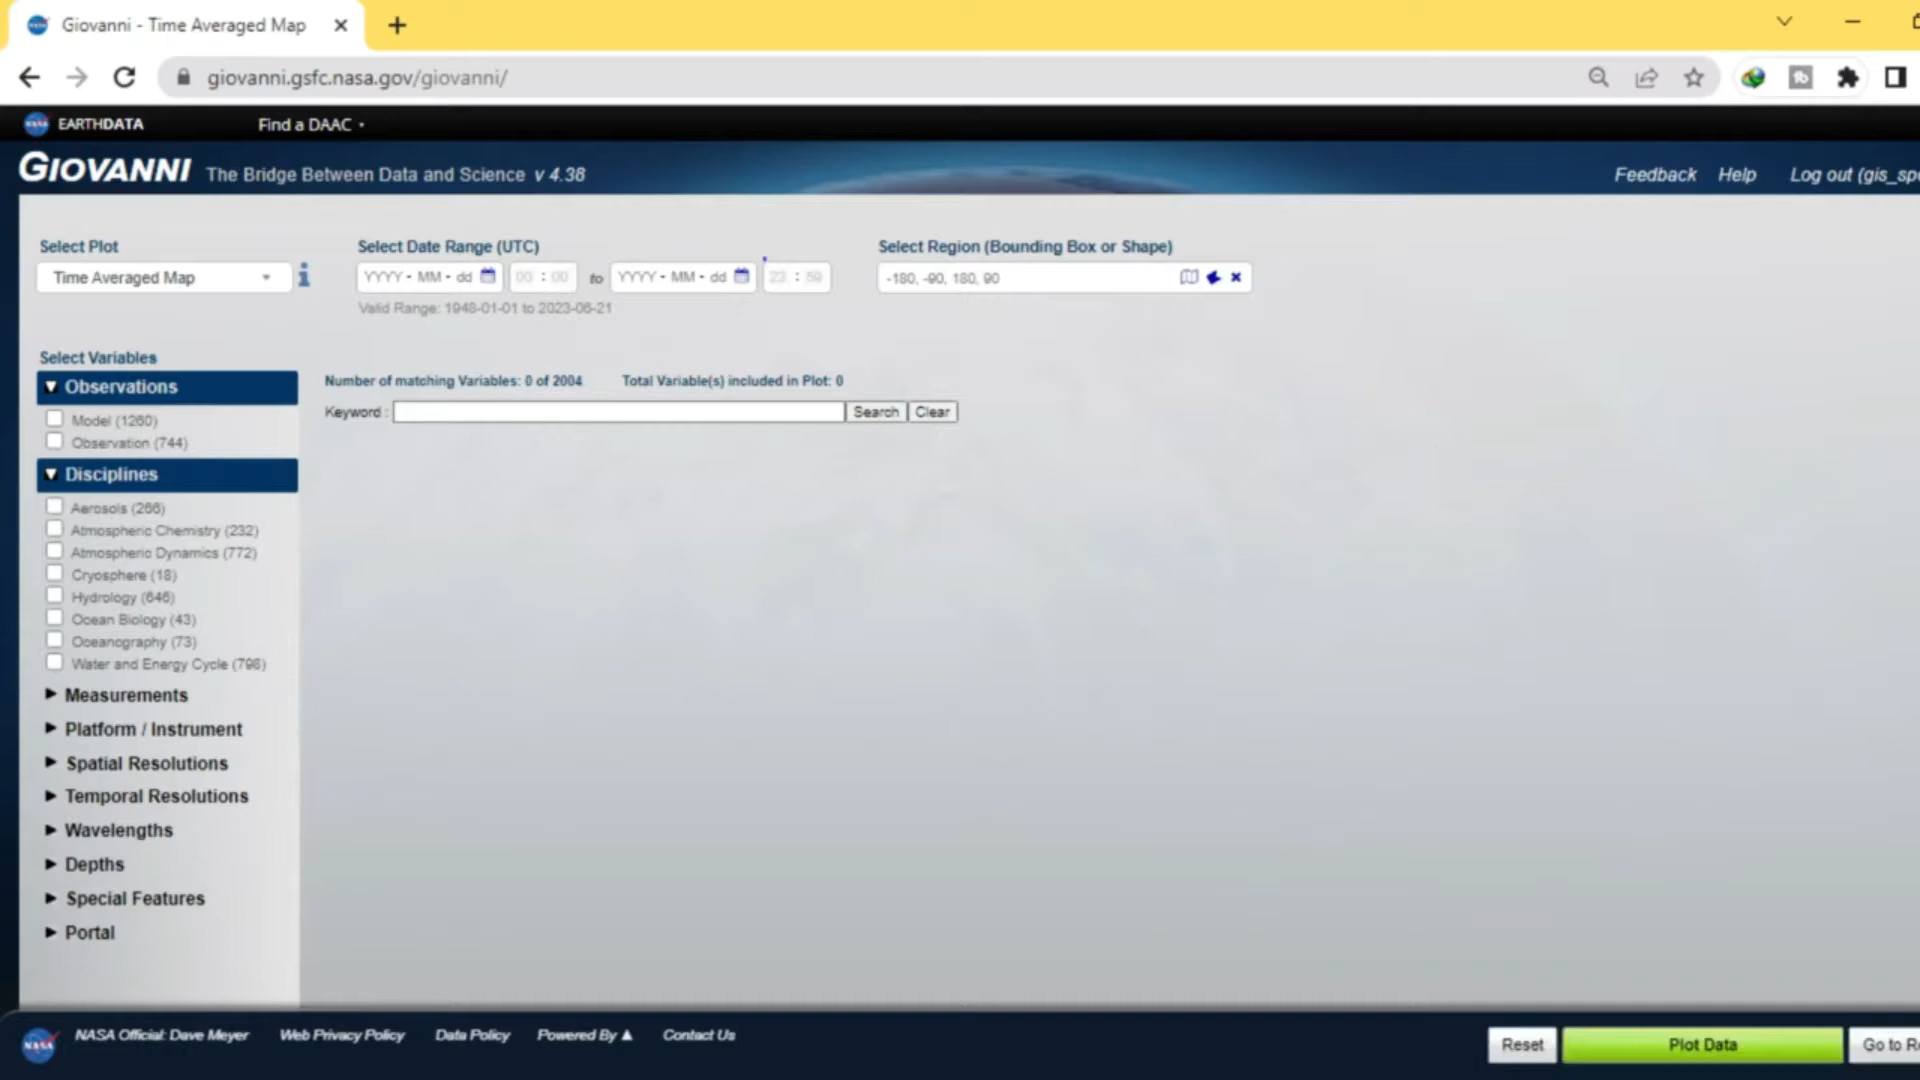 Giovanni - Time Averaged Map
giovanni.gsfc.nasa.gov/giovanni/
EARTHDATA Find a DAAC
GIOVANNI The Bridge Between Data and Science v 4.38 Feedback Help Log out (gis_sp
Select Plot Select Date Range (UTC) Select Region (Bounding Box or Shape)
Time Averaged Map YYYY - MM - dd 00 : 00 to YYYY - MM - dd 23 : 59 -180, -90, 180, 90
Valid Range: 1948-01-01 to 2023-06-21
Select Variables
Observations Number of matching Variables: 0 of 2004 Total Variable(s) included in Plot: 0
Keyword : Search Clear
Model (1260)
Observation (744)
Disciplines
Aerosols (266)
Atmospheric Chemistry (232)
Atmospheric Dynamics (772)
Cryosphere (18)
Hydrology (646)
Ocean Biology (43)
Oceanography (73)
Water and Energy Cycle (798)
Measurements
Platform / Instrument
Spatial Resolutions
Temporal Resolutions
Wavelengths
Depths
Special Features
Portal
NASA Official: Dave Meyer Web Privacy Policy Data Policy Powered By Contact Us
Reset Plot Data Go to R